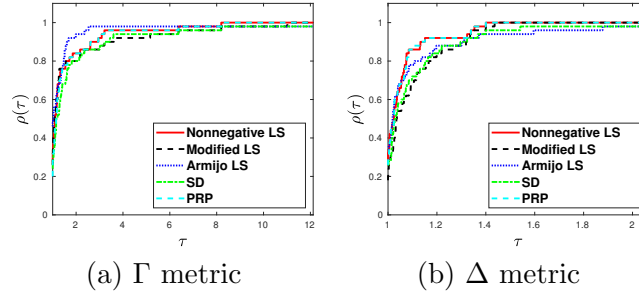 1
0.8
0.6
0.4
0.2
0
ρ(τ)
Nonnegative LS
Modified LS
Armijo LS
SD
PRP
2 4 6 8 10 12
τ
(a) Γ metric
1
0.8
0.6
0.4
0.2
0
ρ(τ)
Nonnegative LS
Modified LS
Armijo LS
SD
PRP
1 1.2 1.4 1.6 1.8 2
τ
(b) Δ metric